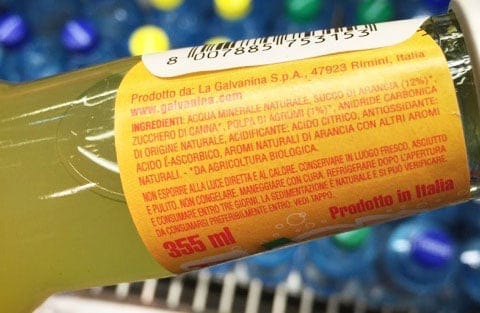 8 007885 753153
Prodotto da: La Galvanina S.p.A., 47923 Rimini, Italia
www.galvanina.com
INGREDIENTI: ACQUA MINERALE NATURALE, SUCCO DI ARANCIA (12%)*,
ZUCCHERO DI CANNA*, POLPA DI AGRUMI (1%)*, ANIDRIDE CARBONICA
DI ORIGINE NATURALE, ACIDIFICANTE: ACIDO CITRICO, ANTIOSSIDANTE:
ACIDO L-ASCORBICO, AROMI NATURALI DI ARANCIA CON ALTRI AROMI
NATURALI. - *DA AGRICOLTURA BIOLOGICA.
NON ESPORRE ALLA LUCE DIRETTA E AL CALORE. CONSERVARE IN LUOGO FRESCO, ASCIUTTO
E PULITO. NON CONGELARE. MANEGGIARE CON CURA. REFRIGERARE DOPO L'APERTURA
E CONSUMARE ENTRO TRE GIORNI. LA SEDIMENTAZIONE È NATURALE E SI PUÒ VERIFICARE.
DA CONSUMARSI PREFERIBILMENTE ENTRO: VEDI TAPPO.
355 ml
Prodotto in Italia